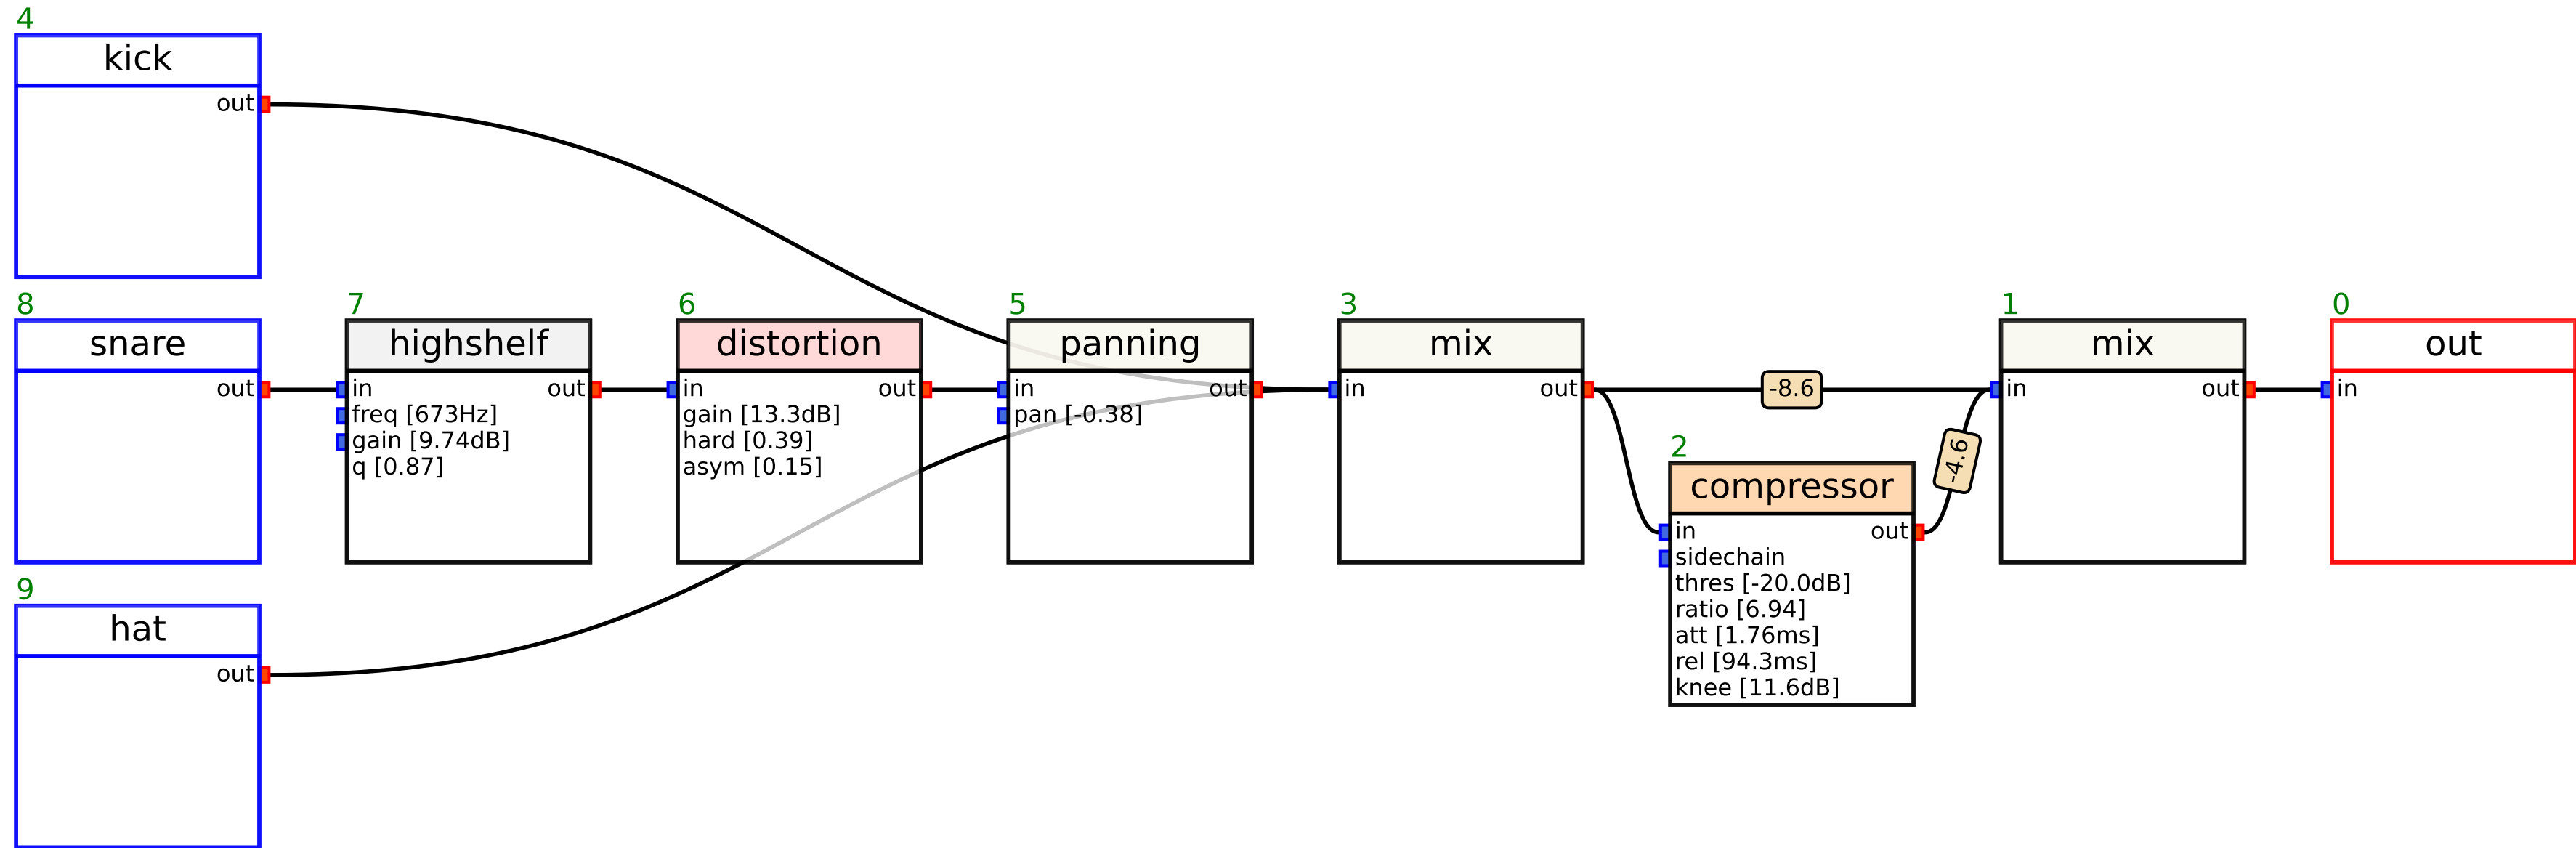 4
kick
out
8
snare
out
7
highshelf
in out
freq [673Hz]
gain [9.74dB]
q [0.87]
6
distortion
in out
gain [13.3dB]
hard [0.39]
asym [0.15]
5
panning
in out
pan [-0.38]
3
mix
in out
-8.6
2
compressor
in out
sidechain
thres [-20.0dB]
ratio [6.94]
att [1.76ms]
rel [94.3ms]
knee [11.6dB]
-4.6
1
mix
in out
0
out
in
9
hat
out